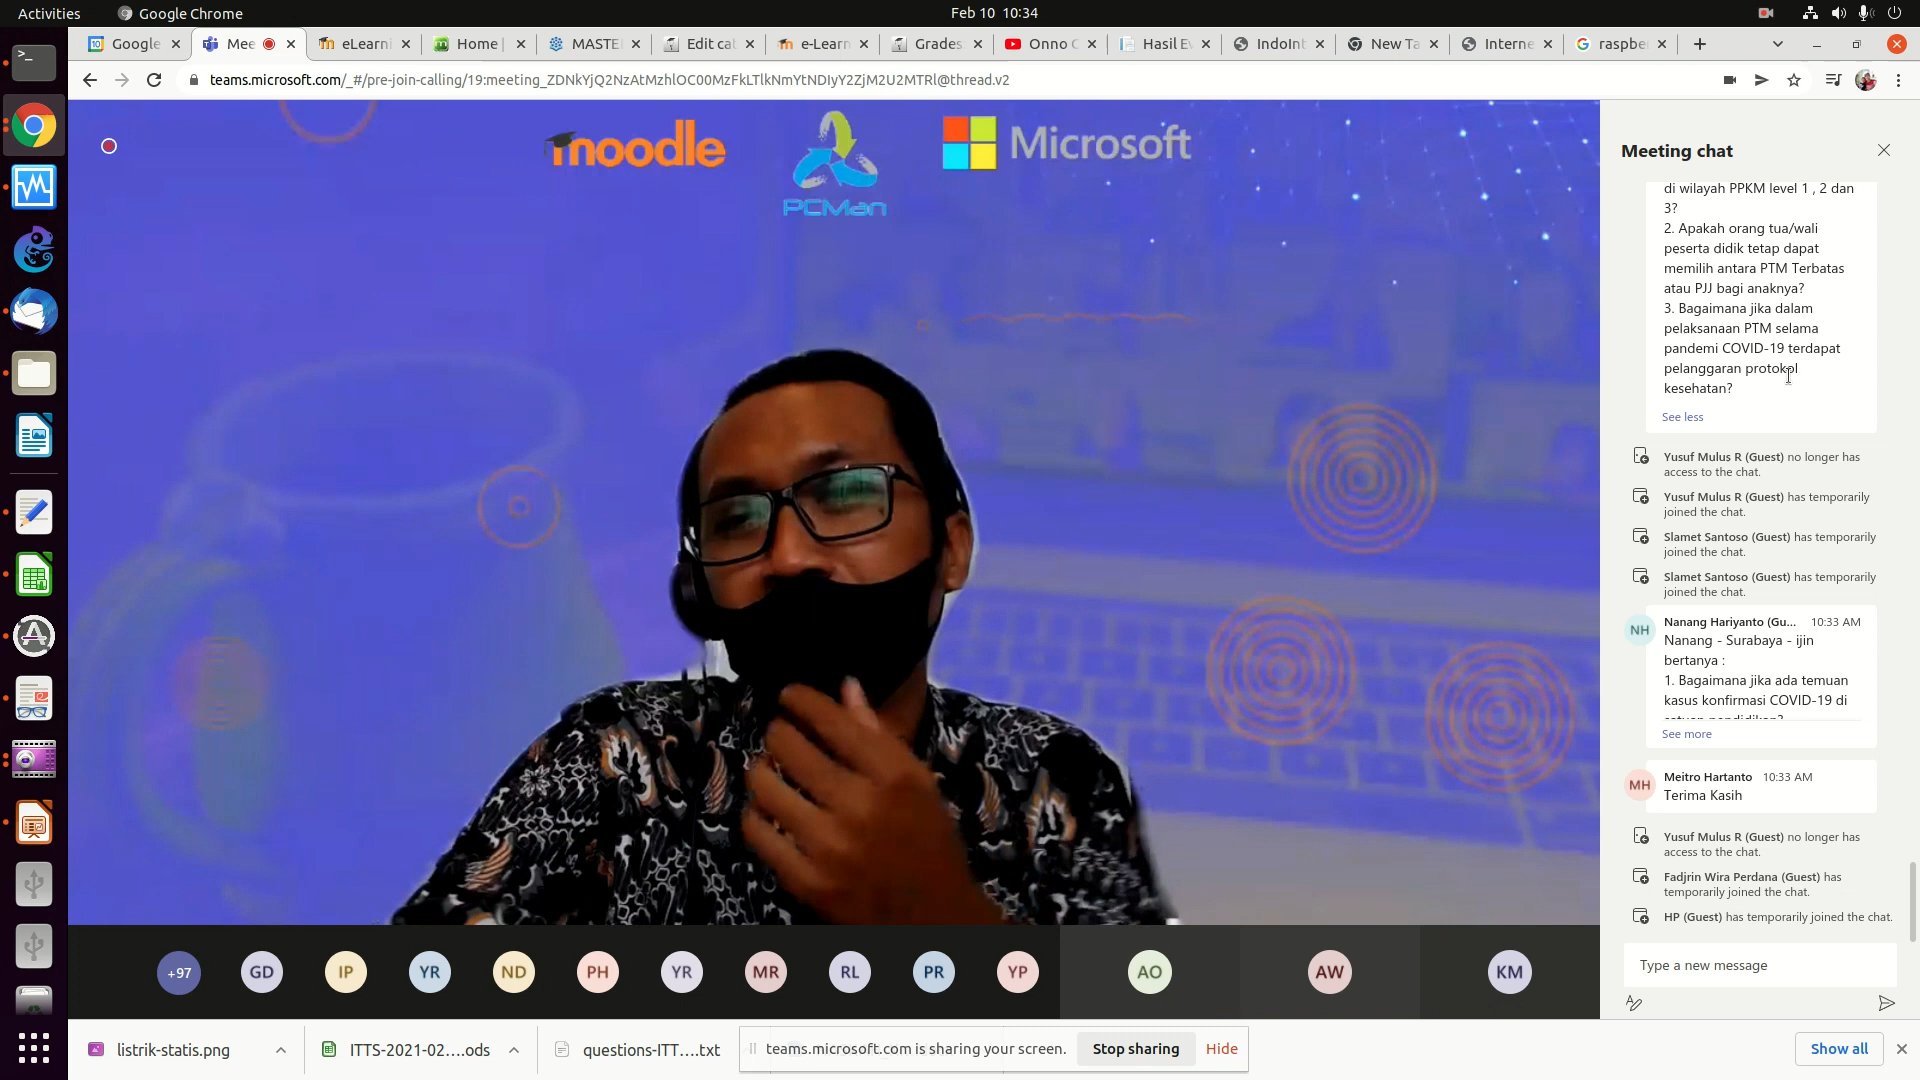 Activities
Google Chrome
Feb 10 10:34
Google
Mee
eLearni
Home |
MASTE
Edit cat
e-Learn
Grades
Onno C
Hasil Ev
IndoInt
New Ta
Interne
raspbe
teams.microsoft.com/_#/pre-join-calling/19:meeting_ZDNkYjQ2NzAtMzhlOC00MzFkLTlkNmYtNDIyY2ZjM2U2MTRl@thread.v2
moodle
PCMan
Microsoft
Meeting chat
di wilayah PPKM level 1 , 2 dan
3?
2. Apakah orang tua/wali
peserta didik tetap dapat
memilih antara PTM Terbatas
atau PJJ bagi anaknya?
3. Bagaimana jika dalam
pelaksanaan PTM selama
pandemi COVID-19 terdapat
pelanggaran protokol
kesehatan?
See less
Yusuf Mulus R (Guest) no longer has
access to the chat.
Yusuf Mulus R (Guest) has temporarily
joined the chat.
Slamet Santoso (Guest) has temporarily
joined the chat.
Slamet Santoso (Guest) has temporarily
joined the chat.
NH
Nanang Hariyanto (Gu... 10:33 AM
Nanang - Surabaya - ijin
bertanya :
1. Bagaimana jika ada temuan
kasus konfirmasi COVID-19 di
See more
MH
Meitro Hartanto 10:33 AM
Terima Kasih
Yusuf Mulus R (Guest) no longer has
access to the chat.
Fadjrin Wira Perdana (Guest) has
temporarily joined the chat.
HP (Guest) has temporarily joined the chat.
Type a new message
+97 GD IP YR ND PH YR MR RL PR YP AO AW KM
listrik-statis.png
ITTS-2021-02....ods
questions-ITT....txt
teams.microsoft.com is sharing your screen.
Stop sharing
Hide
Show all